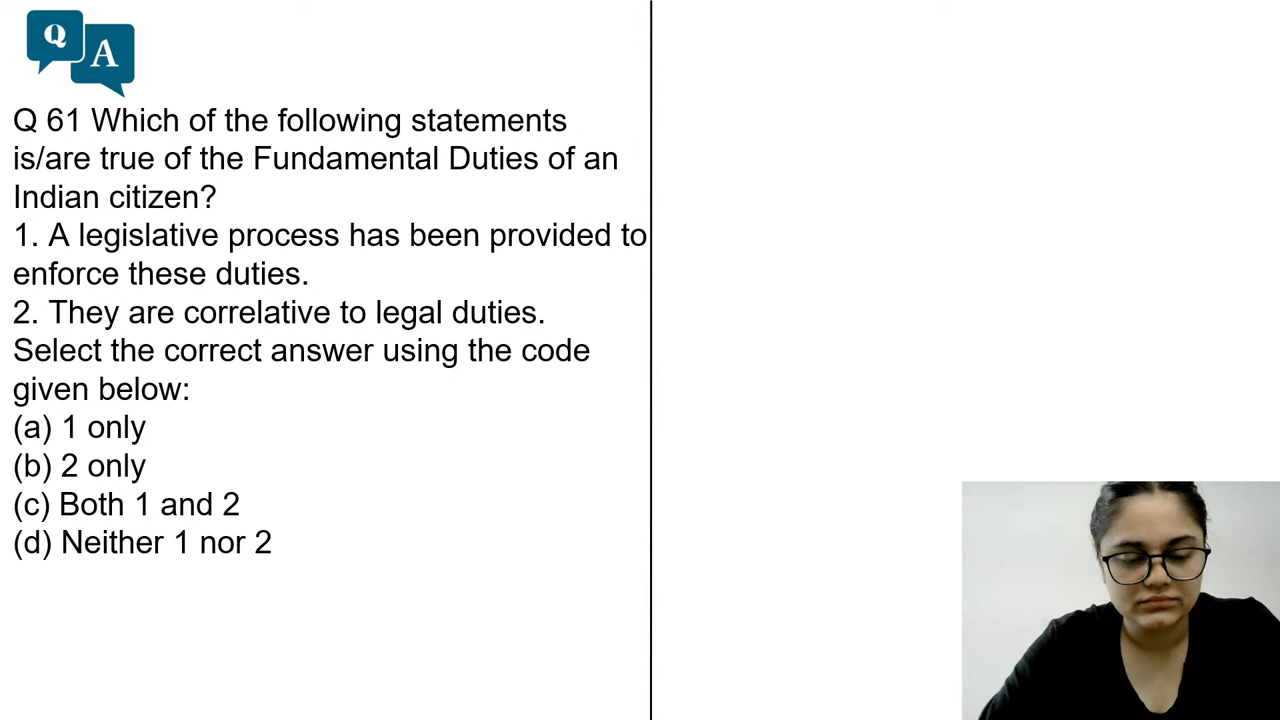 Q
A
Q 61 Which of the following statements
is/are true of the Fundamental Duties of an
Indian citizen?
1. A legislative process has been provided to
enforce these duties.
2. They are correlative to legal duties.
Select the correct answer using the code
given below:
(a) 1 only
(b) 2 only
(c) Both 1 and 2
(d) Neither 1 nor 2